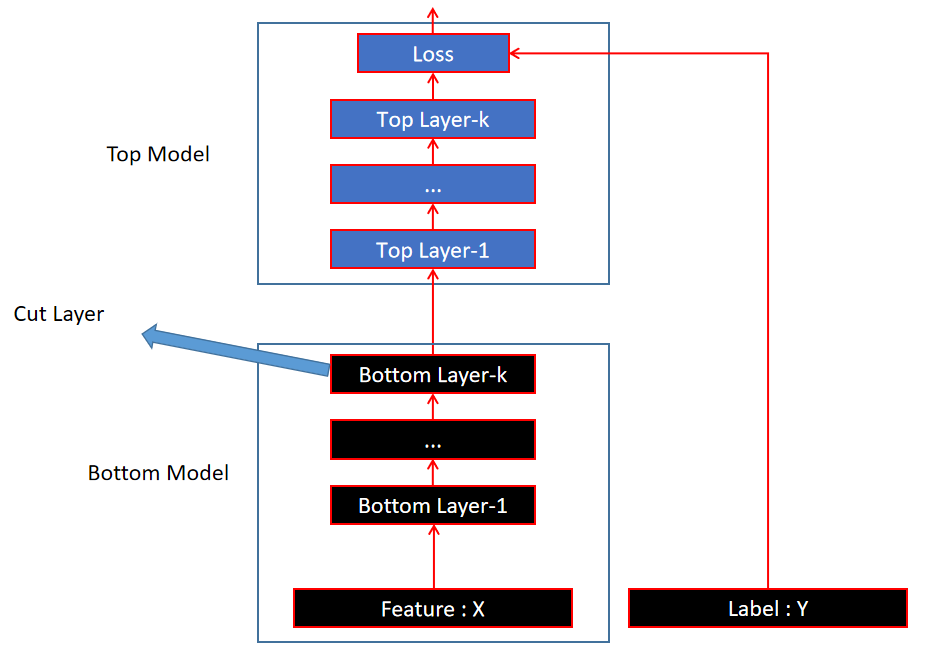 Loss
Top Layer-k
Top Model
...
Top Layer-1
Cut Layer
Bottom Layer-k
...
Bottom Model
Bottom Layer-1
Feature : X
Label : Y